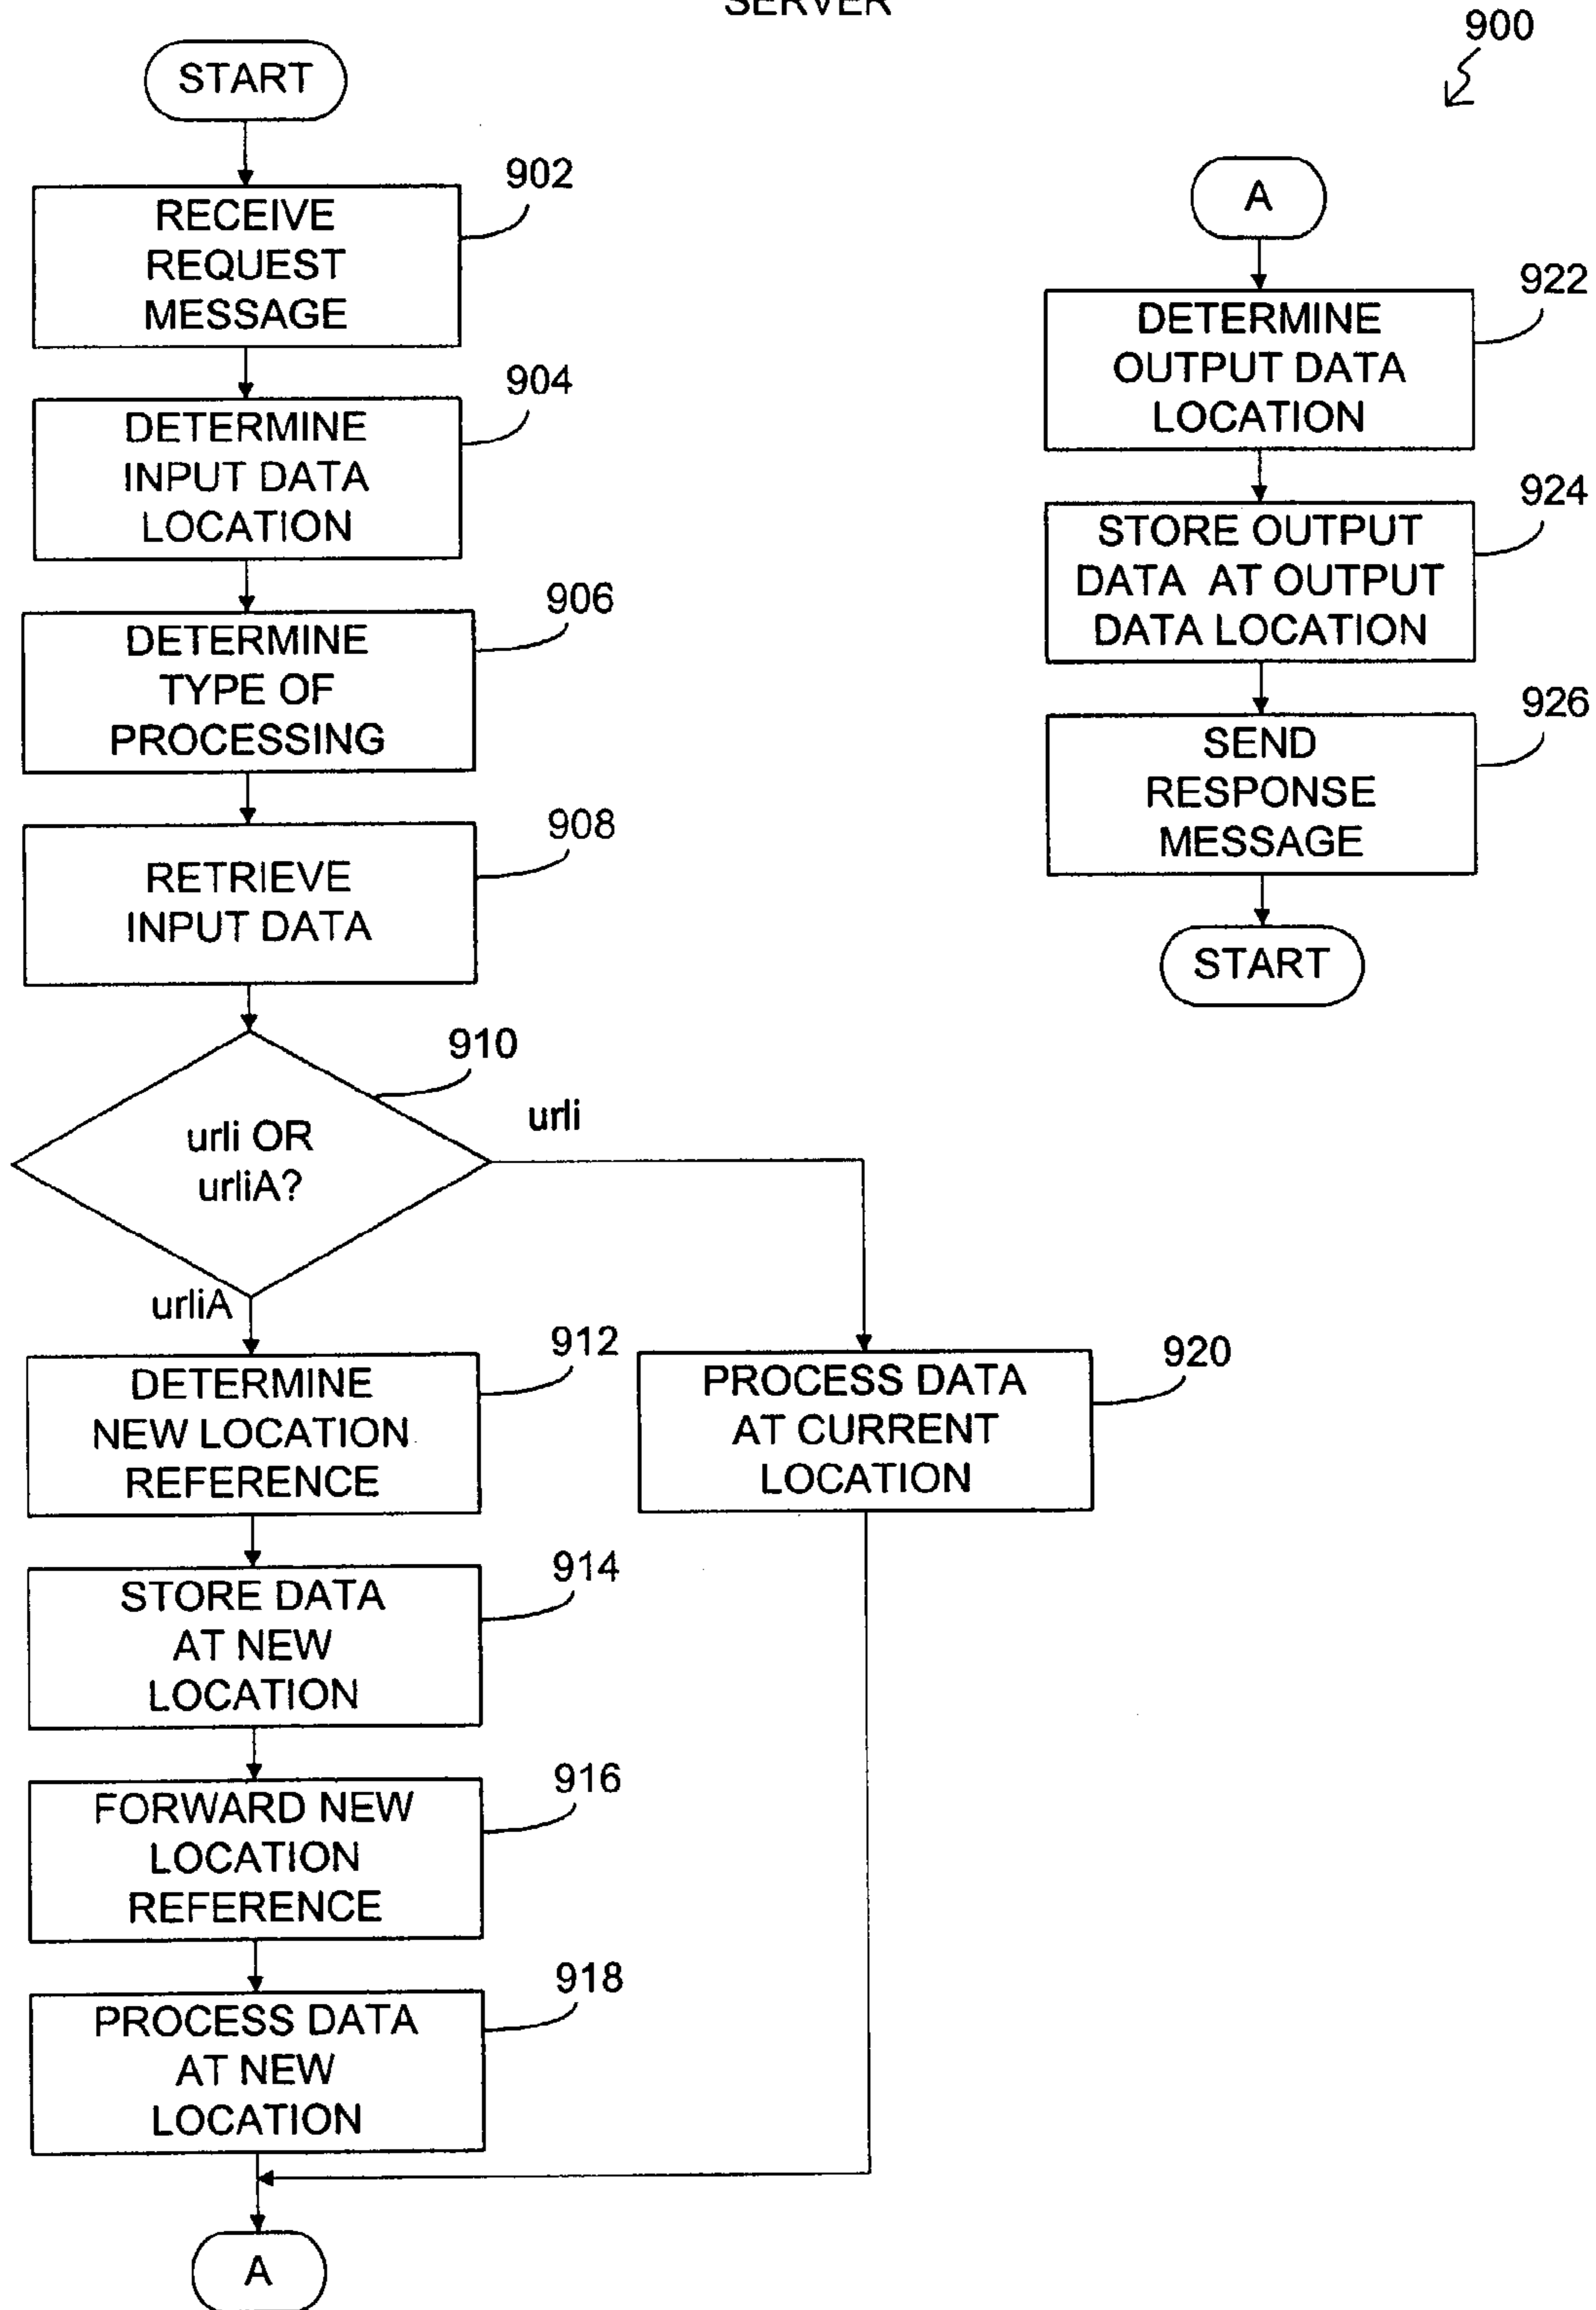 SERVER
900
START
902
RECEIVE
REQUEST
MESSAGE
904
DETERMINE
INPUT DATA
LOCATION
906
DETERMINE
TYPE OF
PROCESSING
908
RETRIEVE
INPUT DATA
910
urli OR
urliA?
urli
urliA
912
DETERMINE
NEW LOCATION
REFERENCE
914
STORE DATA
AT NEW
LOCATION
916
FORWARD NEW
LOCATION
REFERENCE
918
PROCESS DATA
AT NEW
LOCATION
920
PROCESS DATA
AT CURRENT
LOCATION
A
A
922
DETERMINE
OUTPUT DATA
LOCATION
924
STORE OUTPUT
DATA AT OUTPUT
DATA LOCATION
926
SEND
RESPONSE
MESSAGE
START